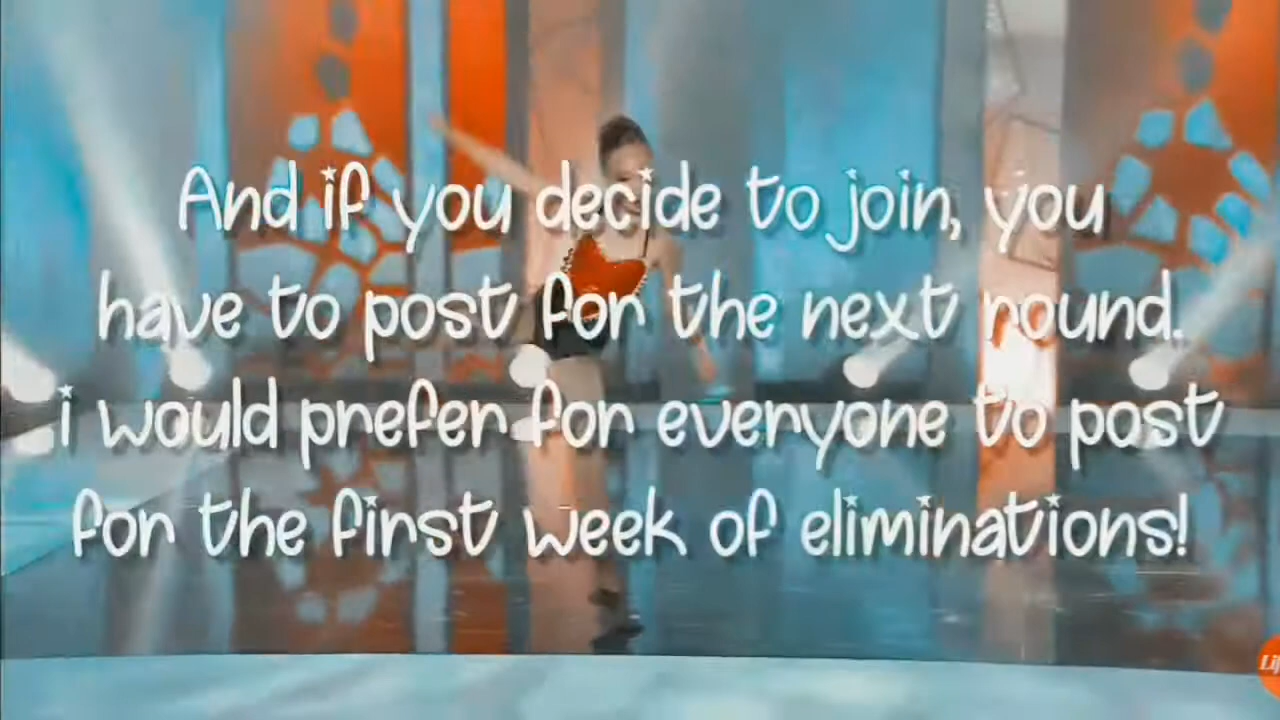 And if you decide to join, you
have to post for the next round.
i would prefer for everyone to post
for the first week of eliminations!
Lif